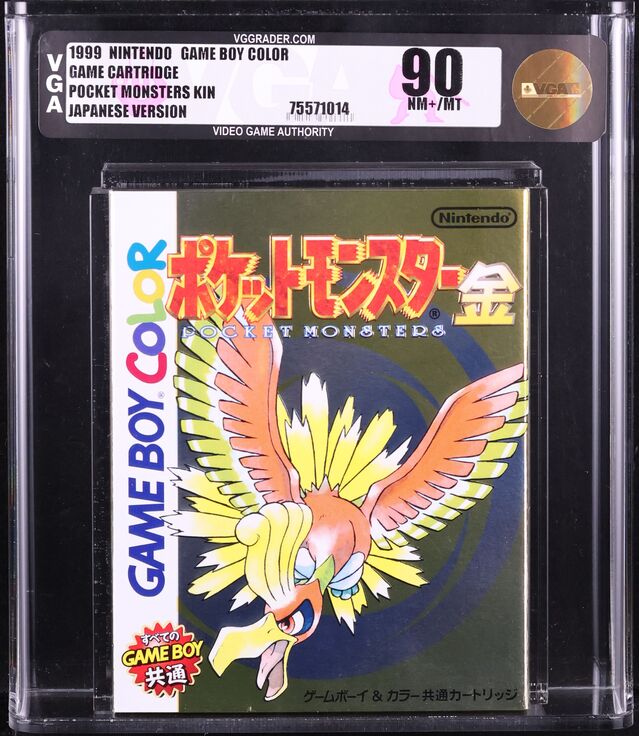 VGGRADER.COM
VGA
1999 NINTENDO GAME BOY COLOR
GAME CARTRIDGE
POCKET MONSTERS KIN
JAPANESE VERSION
75571014
90
NM+/MT
VGA
VIDEO GAME AUTHORITY
Nintendo®
ポケットモンスター金
®
POCKET MONSTERS
GAME BOY® COLOR
すべての
GAME BOY
共通
ゲームボーイ&カラー共通カートリッジ